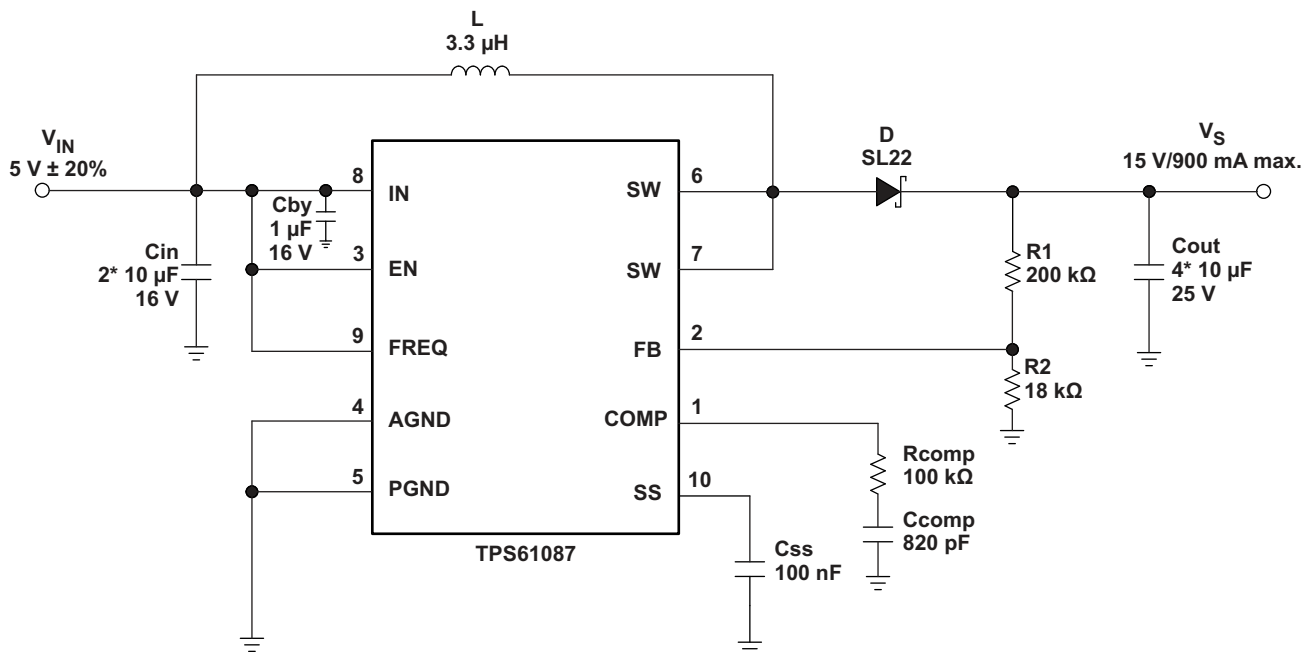 L
3.3 µH
V_IN
5 V ± 20%
D
SL22
V_S
15 V/900 mA max.
8
IN
SW
6
Cby
1 µF
16 V
Cin
2* 10 µF
16 V
3
EN
SW
7
R1
200 kΩ
Cout
4* 10 µF
25 V
9
FREQ
FB
2
R2
18 kΩ
4
AGND
COMP
1
Rcomp
100 kΩ
5
PGND
SS
10
Ccomp
820 pF
TPS61087
Css
100 nF